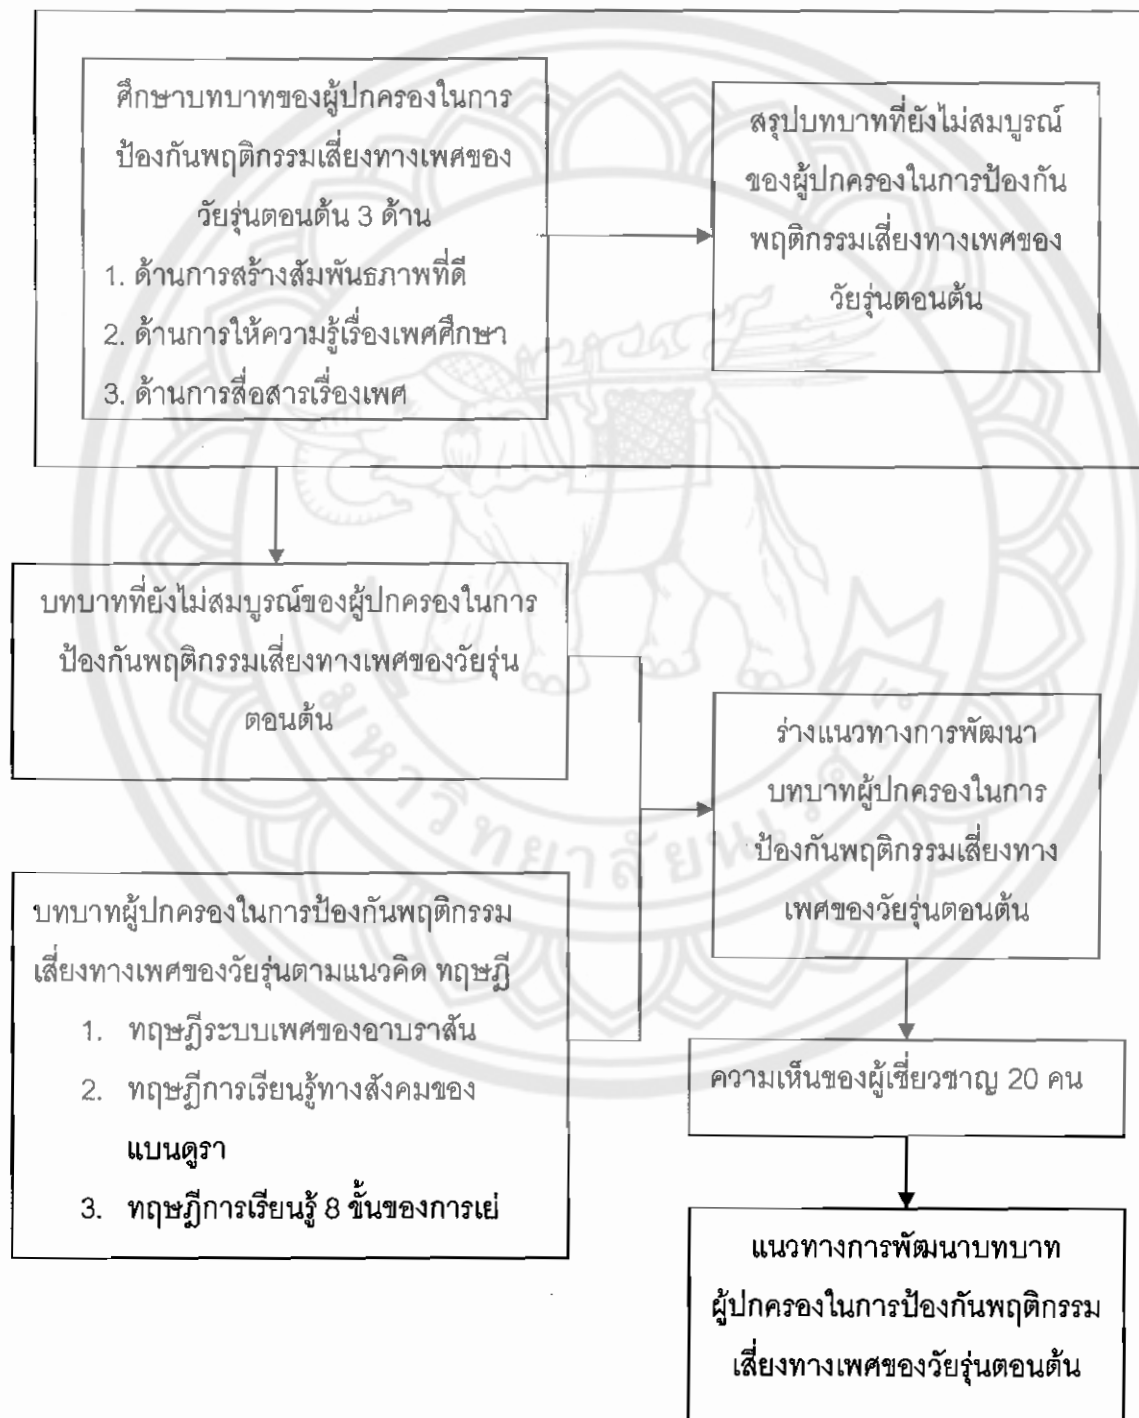 ศึกษาบทบาทของผู้ปกครองในการ
ป้องกันพฤติกรรมเสี่ยงทางเพศของ
วัยรุ่นตอนต้น 3 ด้าน
1. ด้านการสร้างสัมพันธภาพที่ดี
2. ด้านการให้ความรู้เรื่องเพศศึกษา
3. ด้านการสื่อสารเรื่องเพศ
สรุปบทบาทที่ยังไม่สมบูรณ์
ของผู้ปกครองในการป้องกัน
พฤติกรรมเสี่ยงทางเพศของ
วัยรุ่นตอนต้น
บทบาทที่ยังไม่สมบูรณ์ของผู้ปกครองในการ
ป้องกันพฤติกรรมเสี่ยงทางเพศของวัยรุ่น
ตอนต้น
บทบาทผู้ปกครองในการป้องกันพฤติกรรม
เสี่ยงทางเพศของวัยรุ่นตามแนวคิด ทฤษฎี
1. ทฤษฎีระบบเพศของอาบราสัน
2. ทฤษฎีการเรียนรู้ทางสังคมของ
แบนดูรา
3. ทฤษฎีการเรียนรู้ 8 ขั้นของการเย่
ร่างแนวทางการพัฒนา
บทบาทผู้ปกครองในการ
ป้องกันพฤติกรรมเสี่ยงทาง
เพศของวัยรุ่นตอนต้น
ความเห็นของผู้เชี่ยวชาญ 20 คน
แนวทางการพัฒนาบทบาท
ผู้ปกครองในการป้องกันพฤติกรรม
เสี่ยงทางเพศของวัยรุ่นตอนต้น
มหาวิทยาลัยนเรศวร